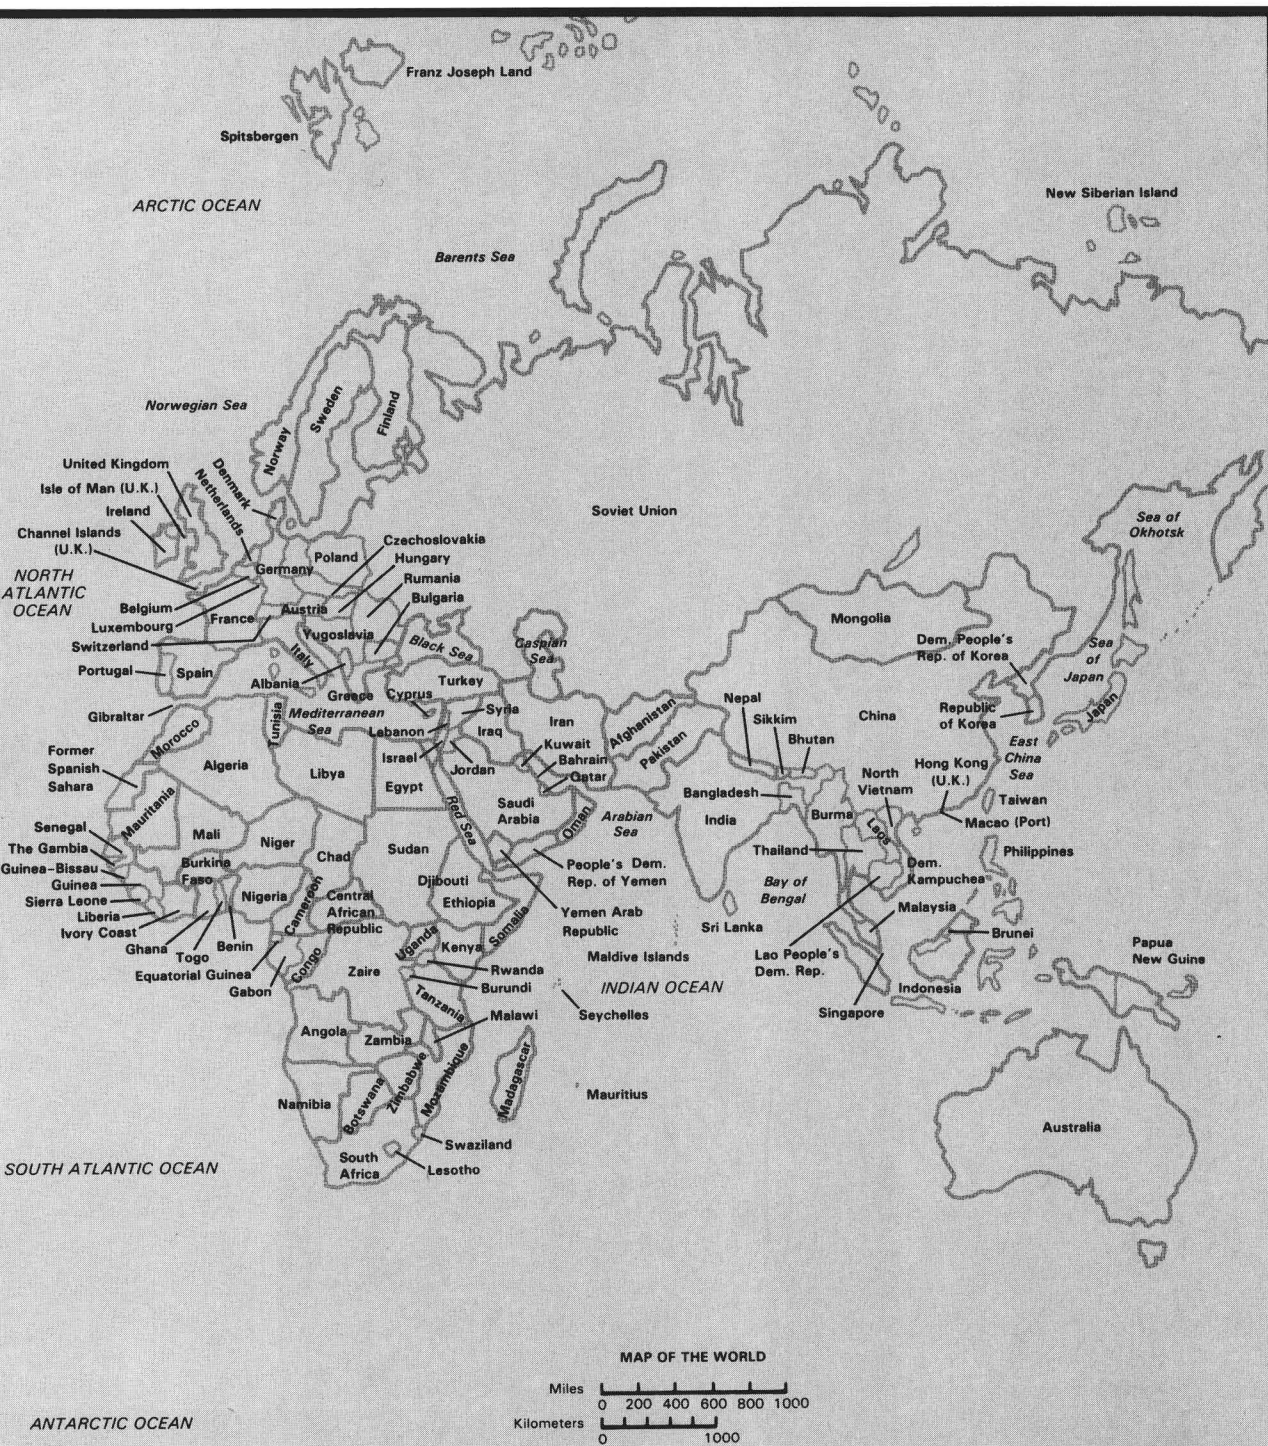 Franz Joseph Land
Spitsbergen
ARCTIC OCEAN
New Siberian Island
Barents Sea
Norwegian Sea
Norway
Sweden
Finland
United Kingdom
Isle of Man (U.K.)
Ireland
Channel Islands
(U.K.)
Denmark
Netherlands
NORTH
ATLANTIC
OCEAN
Soviet Union
Sea of
Okhotsk
Poland
Germany
Czechoslovakia
Hungary
Rumania
Bulgaria
Belgium
Luxembourg
Switzerland
France
Austria
Yugoslavia
Italy
Portugal
Spain
Albania
Greece
Black Sea
Caspian
Sea
Cyprus
Turkey
Gibraltar
Mediterranean
Sea
Tunisia
Lebanon
Syria
Iraq
Iran
Israel
Jordan
Kuwait
Bahrain
Qatar
Afghanistan
Pakistan
Nepal
Sikkim
Bhutan
Mongolia
China
Dem. People's
Rep. of Korea
Republic
of Korea
Sea
of
Japan
Japan
East
China
Sea
Hong Kong
(U.K.)
Taiwan
Macao (Port)
Philippines
North
Vietnam
Bangladesh
India
Burma
Laos
Thailand
Dem.
Kampuchea
Malaysia
Brunei
Lao People's
Dem. Rep.
Singapore
Indonesia
Papua
New Guine
Bay of
Bengal
Sri Lanka
Arabian
Sea
Maldive Islands
INDIAN OCEAN
Seychelles
Mauritius
Morocco
Former
Spanish
Sahara
Algeria
Libya
Egypt
Red Sea
Saudi
Arabia
Oman
People's Dem.
Rep. of Yemen
Yemen Arab
Republic
Mauritania
Mali
Niger
Chad
Sudan
Senegal
The Gambia
Guinea-Bissau
Guinea
Sierra Leone
Liberia
Ivory Coast
Ghana
Togo
Benin
Burkina
Faso
Nigeria
Cameroon
Equatorial Guinea
Gabon
Congo
Central
African
Republic
Djibouti
Ethiopia
Somalia
Uganda
Kenya
Zaire
Rwanda
Burundi
Tanzania
Malawi
Angola
Zambia
Zimbabwe
Mozambique
Madagascar
Namibia
Botswana
Swaziland
South
Africa
Lesotho
SOUTH ATLANTIC OCEAN
Australia
MAP OF THE WORLD
Miles
0 200 400 600 800 1000
Kilometers
0 1000
ANTARCTIC OCEAN